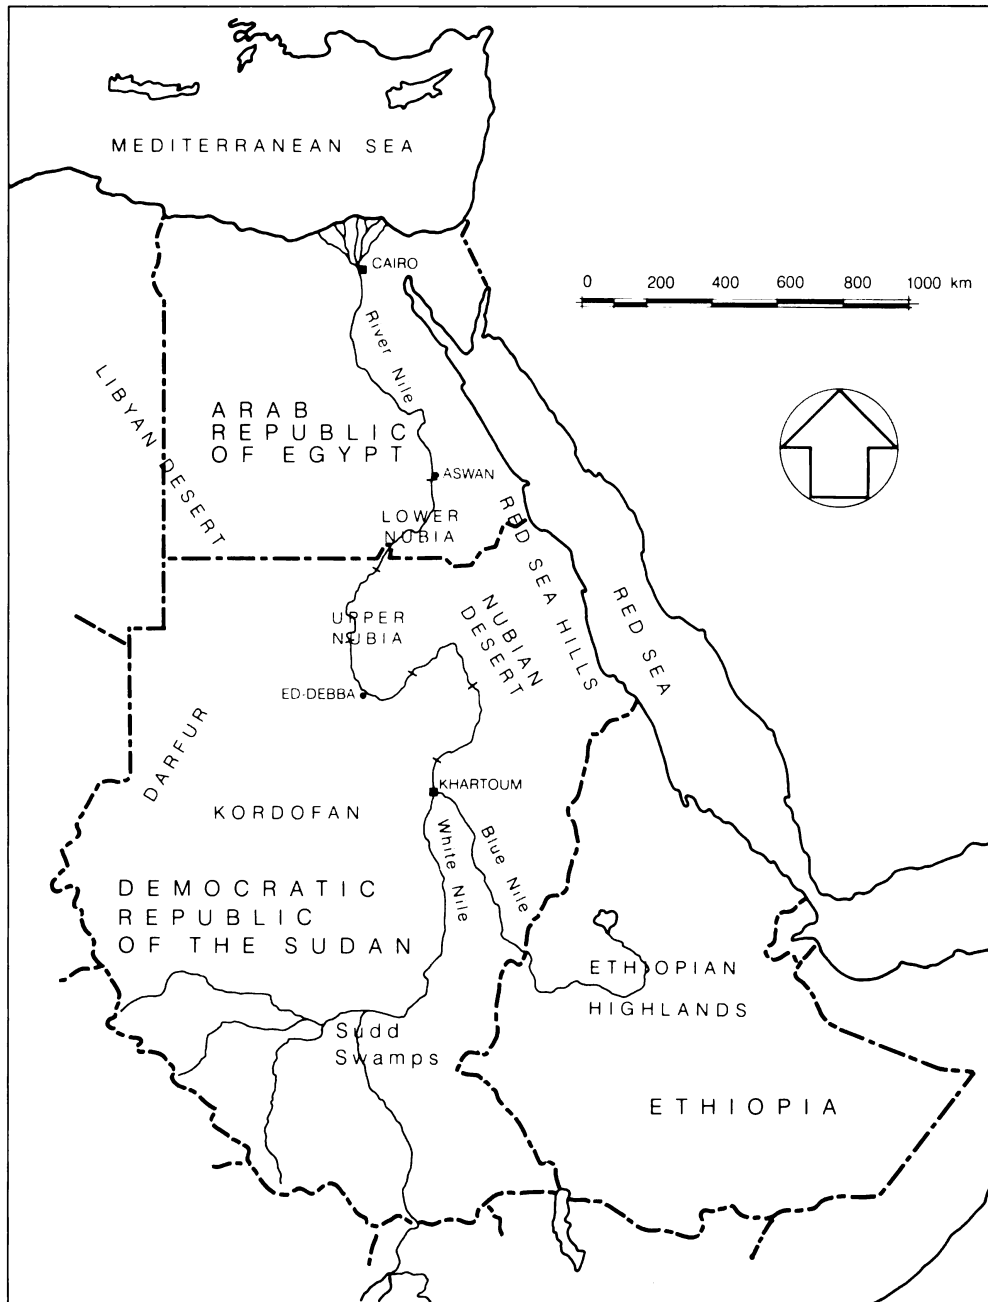 MEDITERRANEAN SEA
CAIRO
0 200 400 600 800 1000 km
River Nile
LIBYAN DESERT
ARAB
REPUBLIC
OF EGYPT
ASWAN
LOWER
NUBIA
RED SEA HILLS
RED SEA
UPPER
NUBIA
NUBIAN
DESERT
ED-DEBBA
DARFUR
KHARTOUM
KORDOFAN
White Nile
Blue Nile
DEMOCRATIC
REPUBLIC
OF THE SUDAN
ETHIOPIAN
HIGHLANDS
Sudd
Swamps
ETHIOPIA